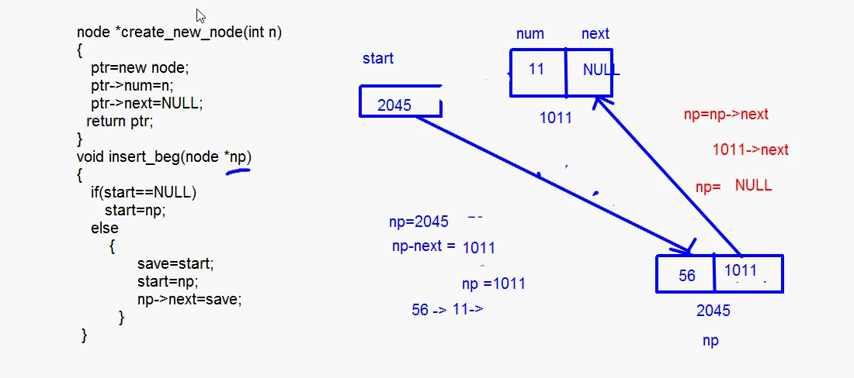 node *create_new_node(int n)
{
ptr=new node;
ptr->num=n;
ptr->next=NULL;
return ptr;
}
void insert_beg(node *np)
{
if(start==NULL)
start=np;
else
{
save=start;
start=np;
np->next=save;
}
}
start
2045
num next
11 NULL
1011
np=np->next
1011->next
np= NULL
np=2045
np-next = 1011
np =1011
56 -> 11->
56 1011
2045
np